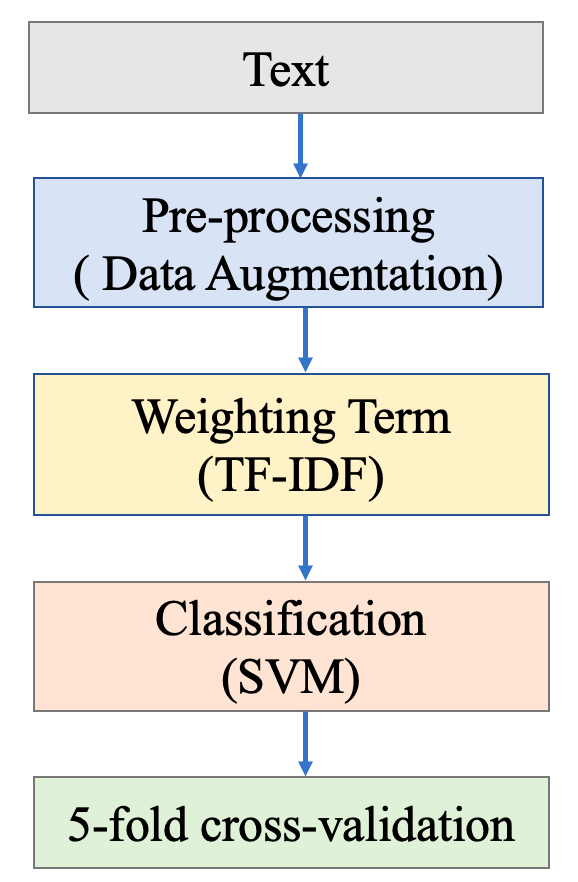 Text
Pre-processing
( Data Augmentation)
Weighting Term
(TF-IDF)
Classification
(SVM)
5-fold cross-validation